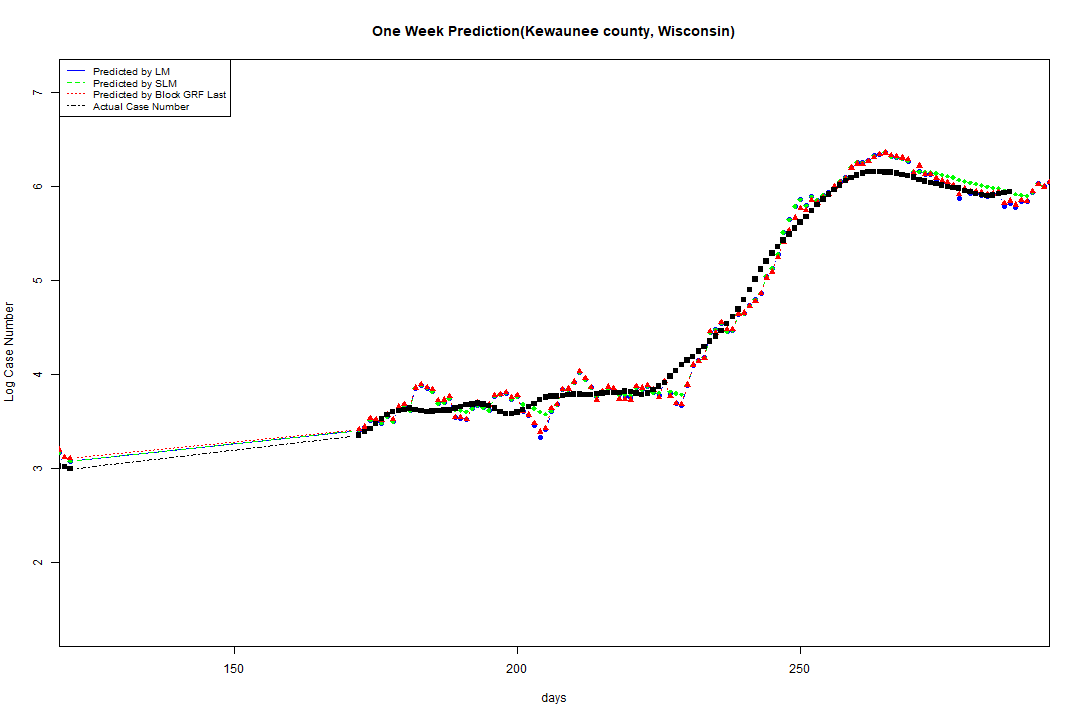 One Week Prediction(Kewaunee county, Wisconsin)
Predicted by LM
Predicted by SLM
Predicted by Block GRF Last
Actual Case Number
7
6
5
4
3
2
Log Case Number
150
200
250
days